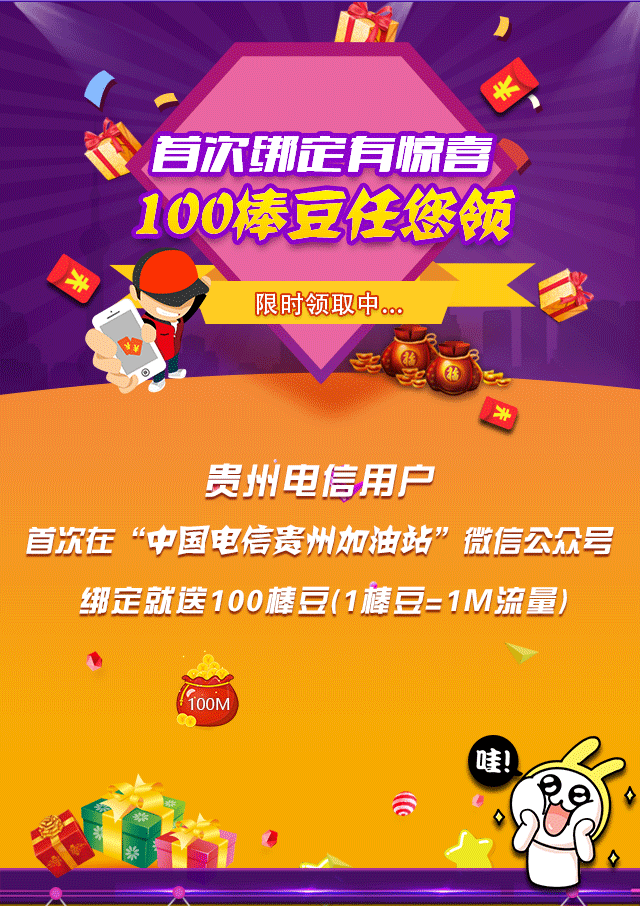 首次绑定有惊喜
100棒豆任您领
限时领取中...
贵州电信用户
首次在“中国电信贵州加油站”微信公众号
绑定就送100棒豆(1棒豆=1M流量)
100M
哇!
福
福